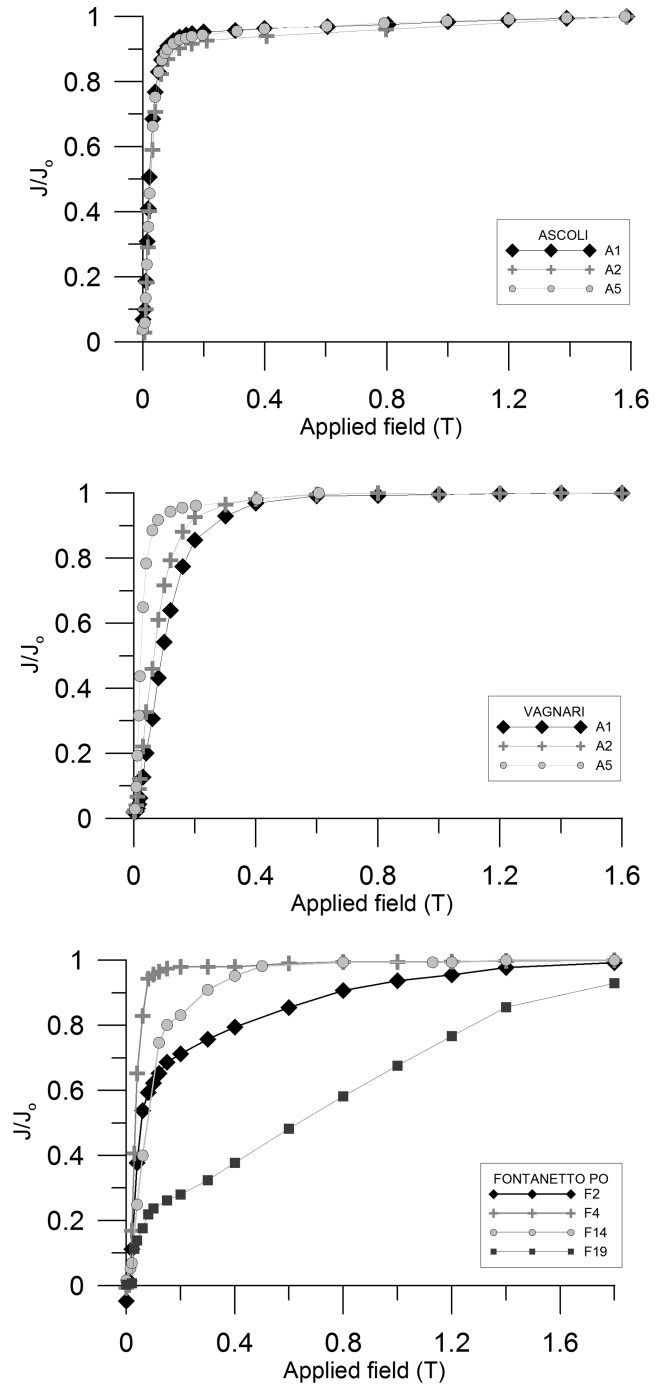 1
0.8
0.6
0.4
0.2
0
J/Jo
ASCOLI
A1
A2
A5
0 0.4 0.8 1.2 1.6
Applied field (T)
1
0.8
0.6
0.4
0.2
0
J/Jo
VAGNARI
A1
A2
A5
0 0.4 0.8 1.2 1.6
Applied field (T)
1
0.8
0.6
0.4
0.2
0
J/Jo
FONTANETTO PO
F2
F4
F14
F19
0 0.4 0.8 1.2 1.6
Applied field (T)